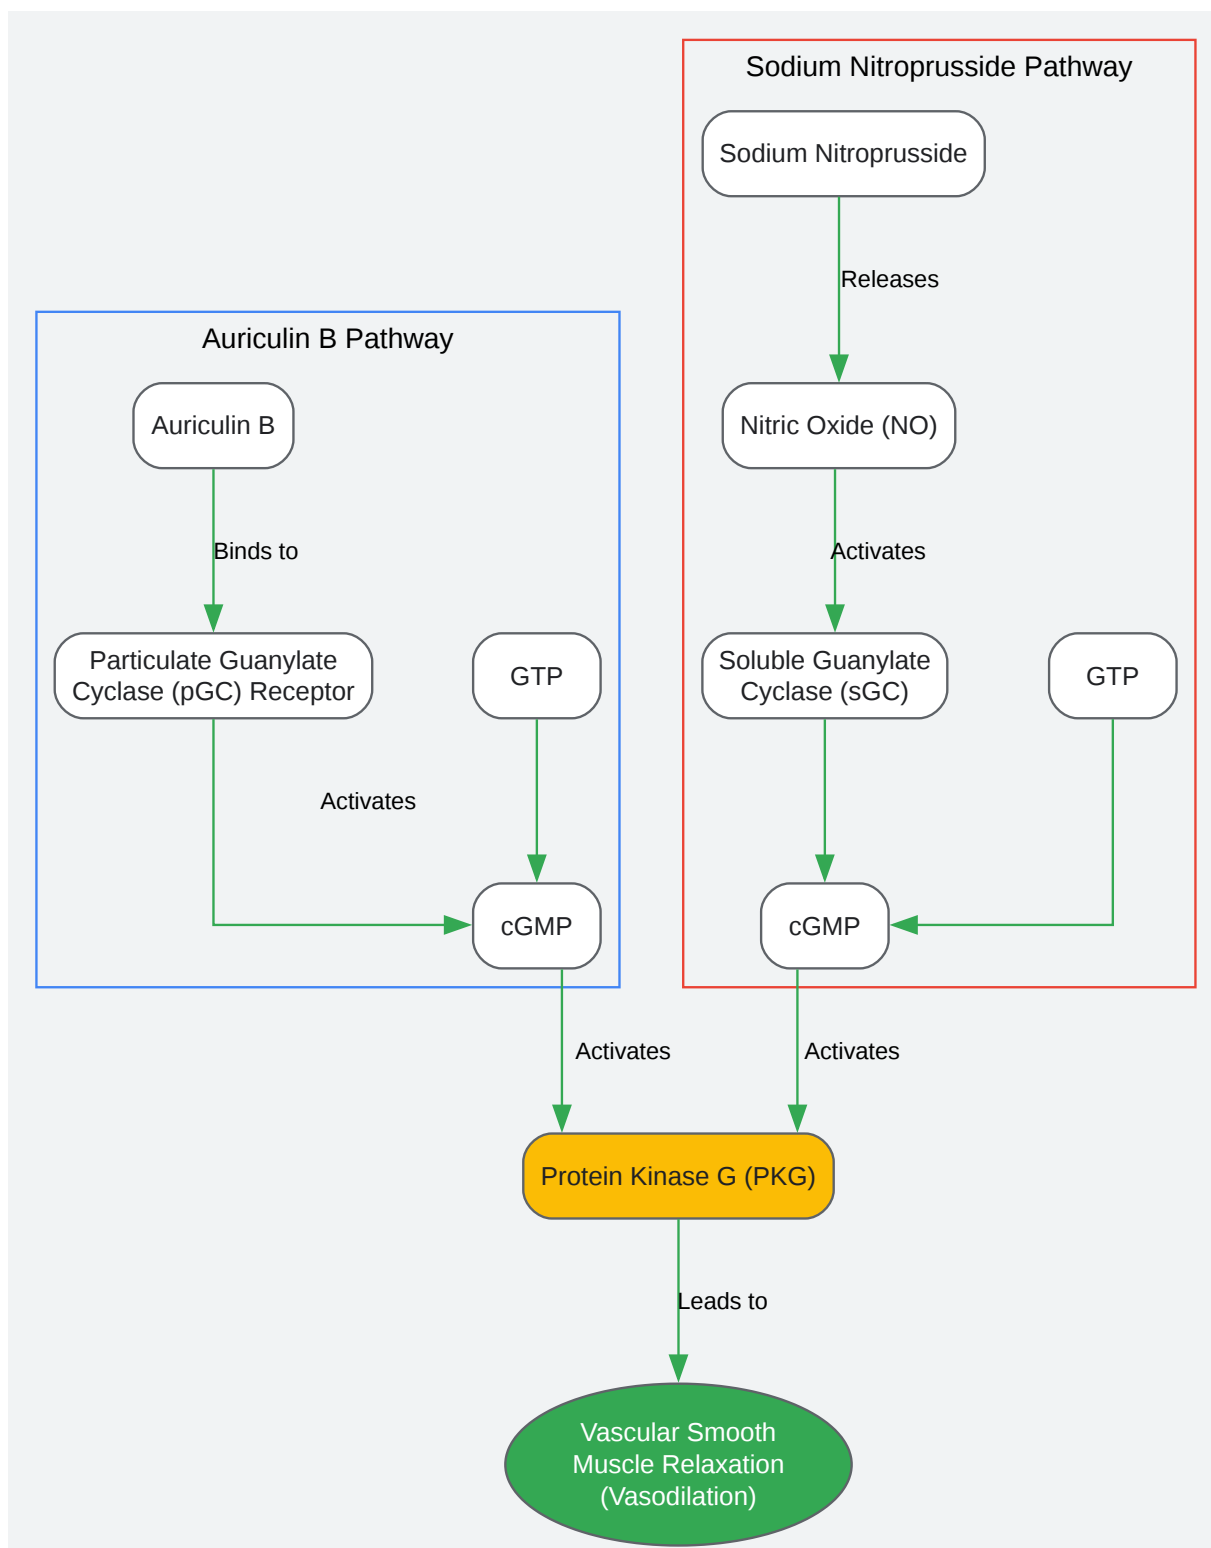 Sodium Nitroprusside Pathway
Sodium Nitroprusside
Releases
Auriculin B Pathway
Auriculin B
Nitric Oxide (NO)
Binds to
Activates
Particulate Guanylate
Cyclase (pGC) Receptor
GTP
Soluble Guanylate
Cyclase (sGC)
GTP
Activates
cGMP
cGMP
Activates
Activates
Protein Kinase G (PKG)
Leads to
Vascular Smooth
Muscle Relaxation
(Vasodilation)